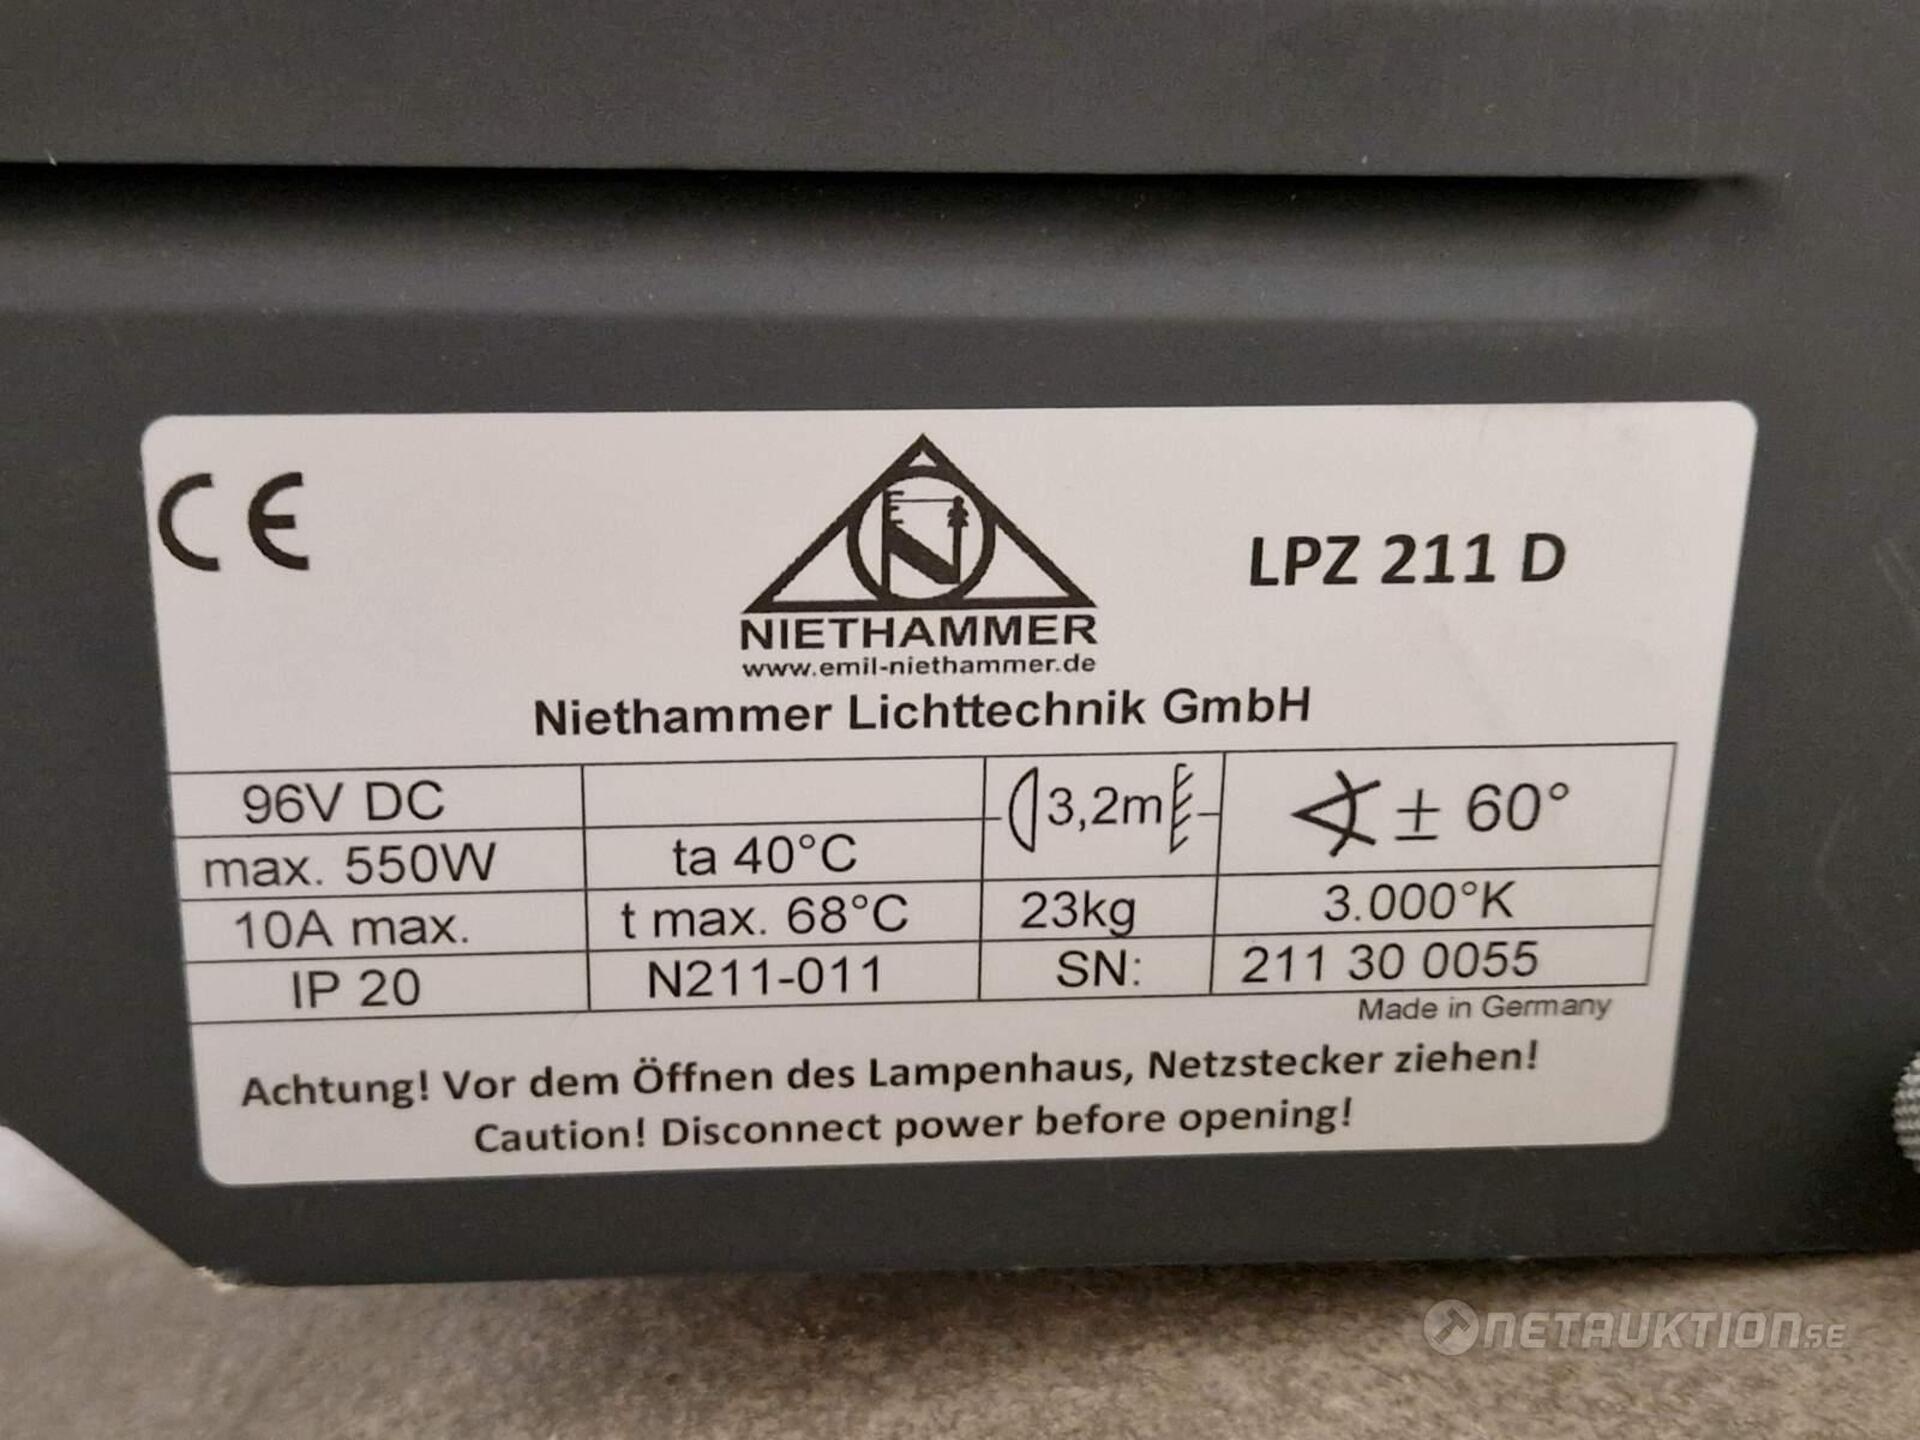 CE
LPZ 211 D
NIETHAMMER
www.emil-niethammer.de
Niethammer Lichttechnik GmbH
96V DC 3,2m ± 60°
max. 550W ta 40°C
10A max. t max. 68°C 23kg 3.000°K
IP 20 N211-011 SN: 211 30 0055
Made in Germany
Achtung! Vor dem Öffnen des Lampenhaus, Netzstecker ziehen!
Caution! Disconnect power before opening!
NETAUKTION.SE